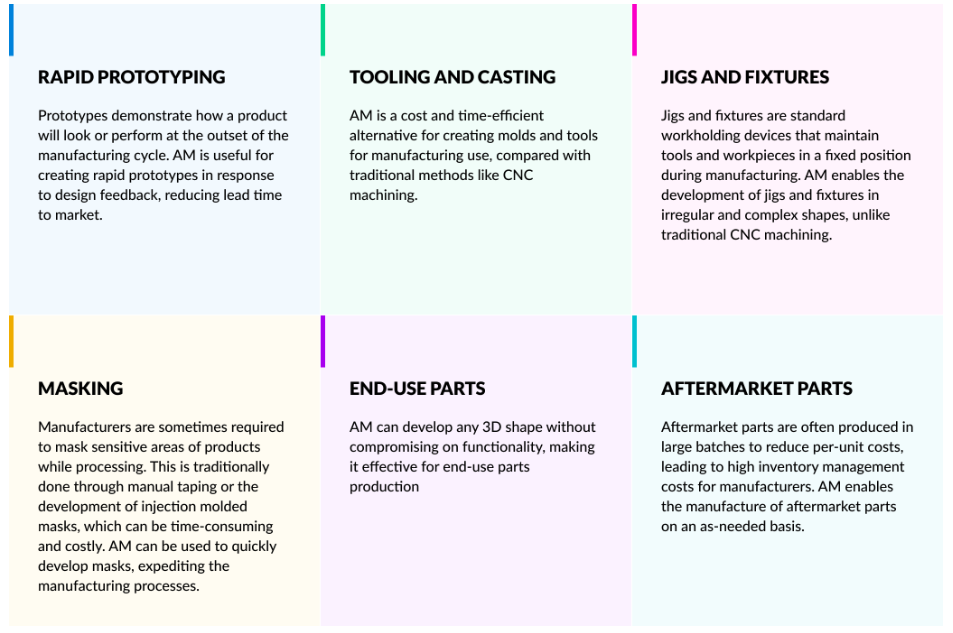 RAPID PROTOTYPING
Prototypes demonstrate how a product
will look or perform at the outset of the
manufacturing cycle. AM is useful for
creating rapid prototypes in response
to design feedback, reducing lead time
to market.
TOOLING AND CASTING
AM is a cost and time-efficient
alternative for creating molds and tools
for manufacturing use, compared with
traditional methods like CNC
machining.
JIGS AND FIXTURES
Jigs and fixtures are standard
workholding devices that maintain
tools and workpieces in a fixed position
during manufacturing. AM enables the
development of jigs and fixtures in
irregular and complex shapes, unlike
traditional CNC machining.
MASKING
Manufacturers are sometimes required
to mask sensitive areas of products
while processing. This is traditionally
done through manual taping or the
development of injection molded
masks, which can be time-consuming
and costly. AM can be used to quickly
develop masks, expediting the
manufacturing processes.
END-USE PARTS
AM can develop any 3D shape without
compromising on functionality, making
it effective for end-use parts
production
AFTERMARKET PARTS
Aftermarket parts are often produced in
large batches to reduce per-unit costs,
leading to high inventory management
costs for manufacturers. AM enables
the manufacture of aftermarket parts
on an as-needed basis.